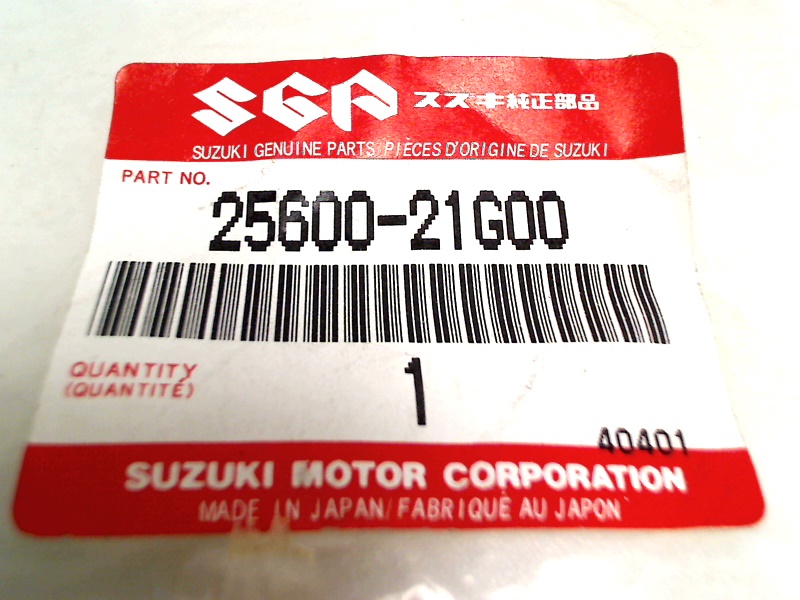 SGP スズキ純正部品
SUZUKI GENUINE PARTS/PIÈCES D'ORIGINE DE SUZUKI
PART NO.
25600-21G00
QUANTITY
(QUANTITÉ)
1
40401
SUZUKI MOTOR CORPORATION
MADE IN JAPAN/FABRIQUÉ AU JAPON